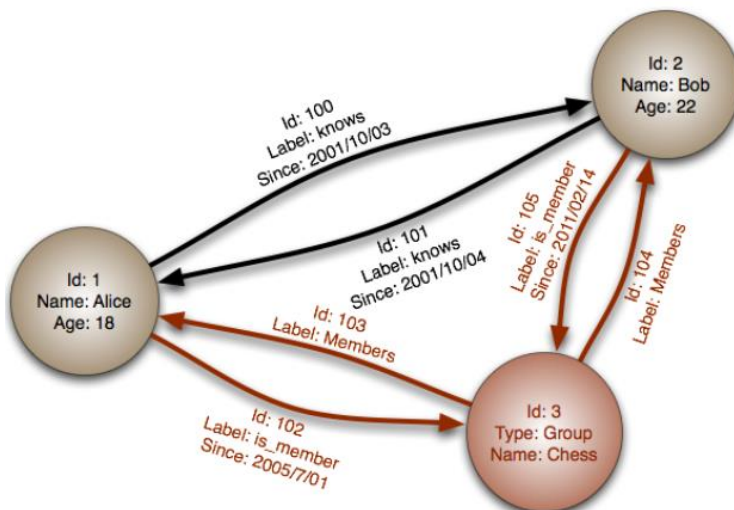 Id: 2
Name: Bob
Age: 22
Id: 100
Label: knows
Since: 2001/10/03
Id: 101
Label: knows
Since: 2001/10/04
Id: 105
Label: is_member
Since: 2011/02/14
Id: 104
Label: Members
Id: 1
Name: Alice
Age: 18
Id: 103
Label: Members
Id: 102
Label: is_member
Since: 2005/7/01
Id: 3
Type: Group
Name: Chess